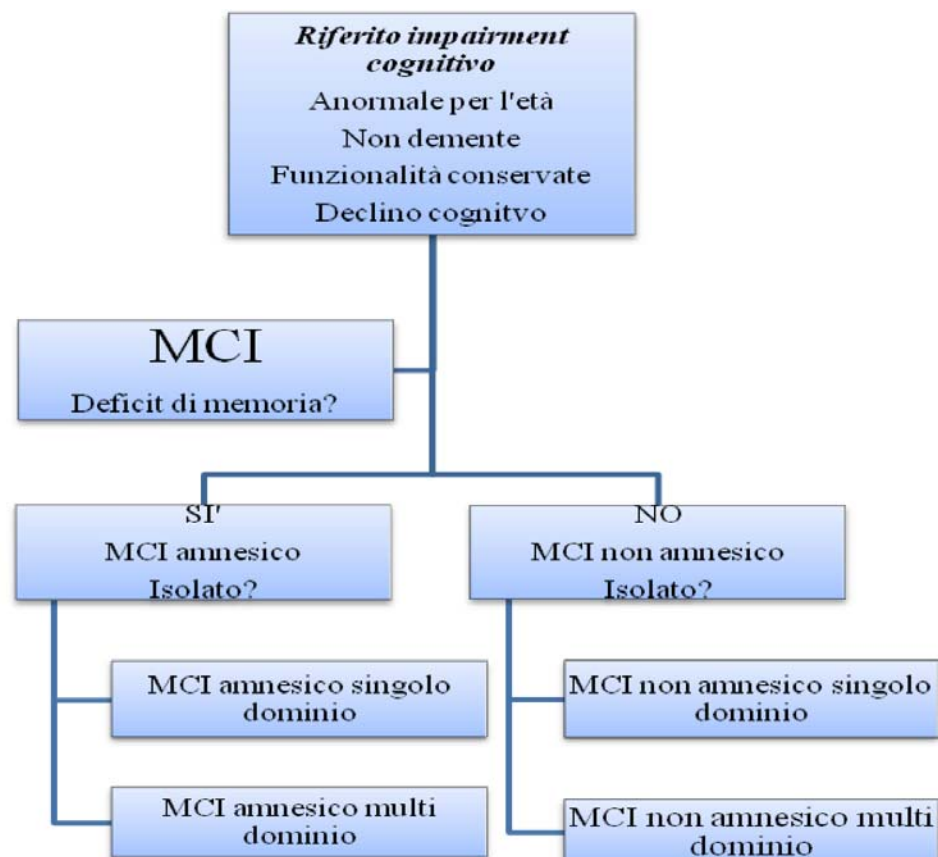 Riferito impairment
cognitivo
Anormale per l'età
Non demente
Funzionalità conservate
Declino cognitvo
MCI
Deficit di memoria?
SI'
MCI amnesico
Isolato?
NO
MCI non amnesico
Isolato?
MCI amnesico singolo
dominio
MCI non amnesico singolo
dominio
MCI amnesico multi
dominio
MCI non amnesico multi
dominio